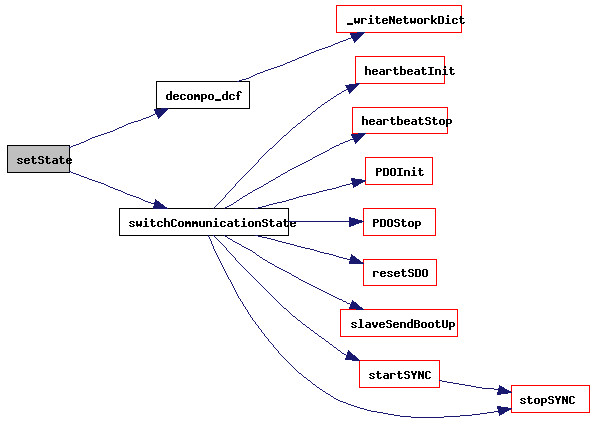 _writeNetworkDict
heartbeatInit
decompo_dcf
heartbeatStop
setState
PDOInit
switchCommunicationState
PDOStop
resetSDO
slaveSendBootUp
startSYNC
stopSYNC